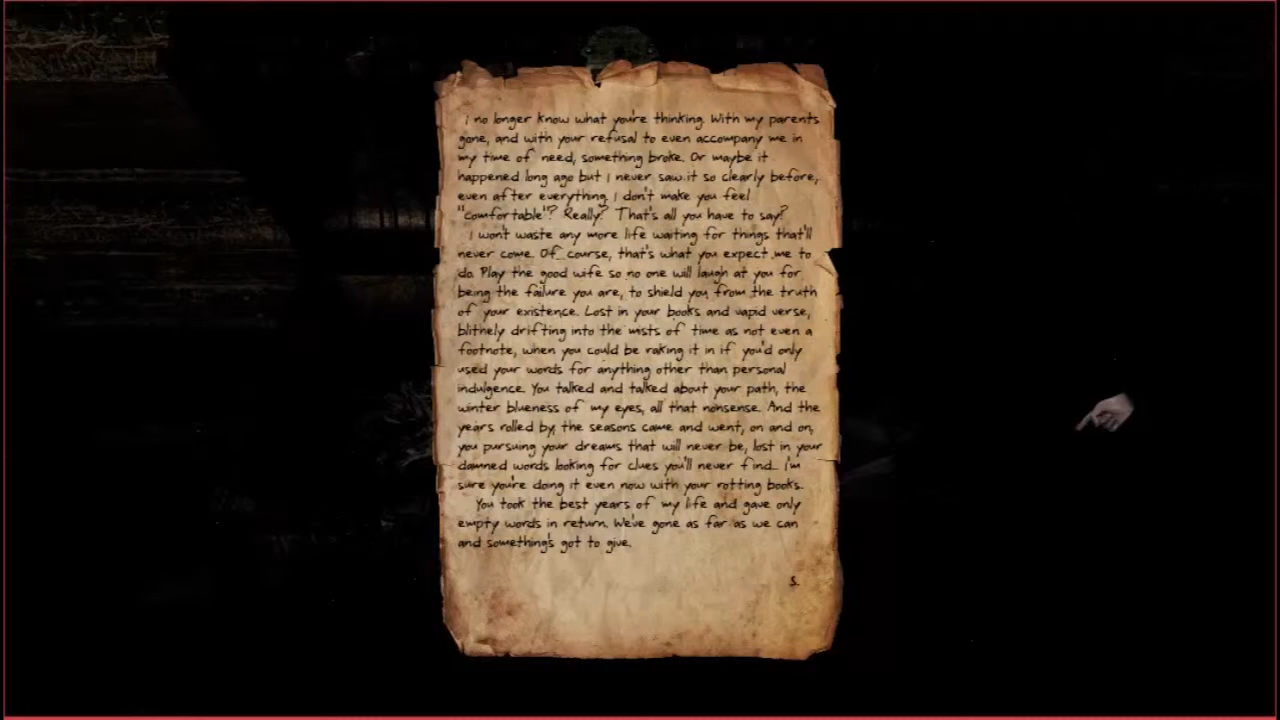 I no longer know what you're thinking. With my parents
gone, and with your refusal to even accompany me in
my time of need, something broke. Or maybe it
happened long ago but I never saw it so clearly before,
even after everything. I don't make you feel
"comfortable"? Really? That's all you have to say?
I won't waste any more life waiting for things that'll
never come. Of course, that's what you expect me to
do. Play the good wife so no one will laugh at you for
being the failure you are, to shield you from the truth
of your existence. Lost in your books and vapid verse,
blithely drifting into the mists of time as not even a
footnote, when you could be raking it in if you'd only
used your words for anything other than personal
indulgence. You talked and talked about your path, the
winter blueness of my eyes, all that nonsense. And the
years rolled by, the seasons came and went, on and on,
you pursuing your dreams that will never be, lost in your
damned words looking for clues you'll never find... I'm
sure you're doing it even now with your rotting books.
You took the best years of my life and gave only
empty words in return. We've gone as far as we can
and something's got to give.
S.